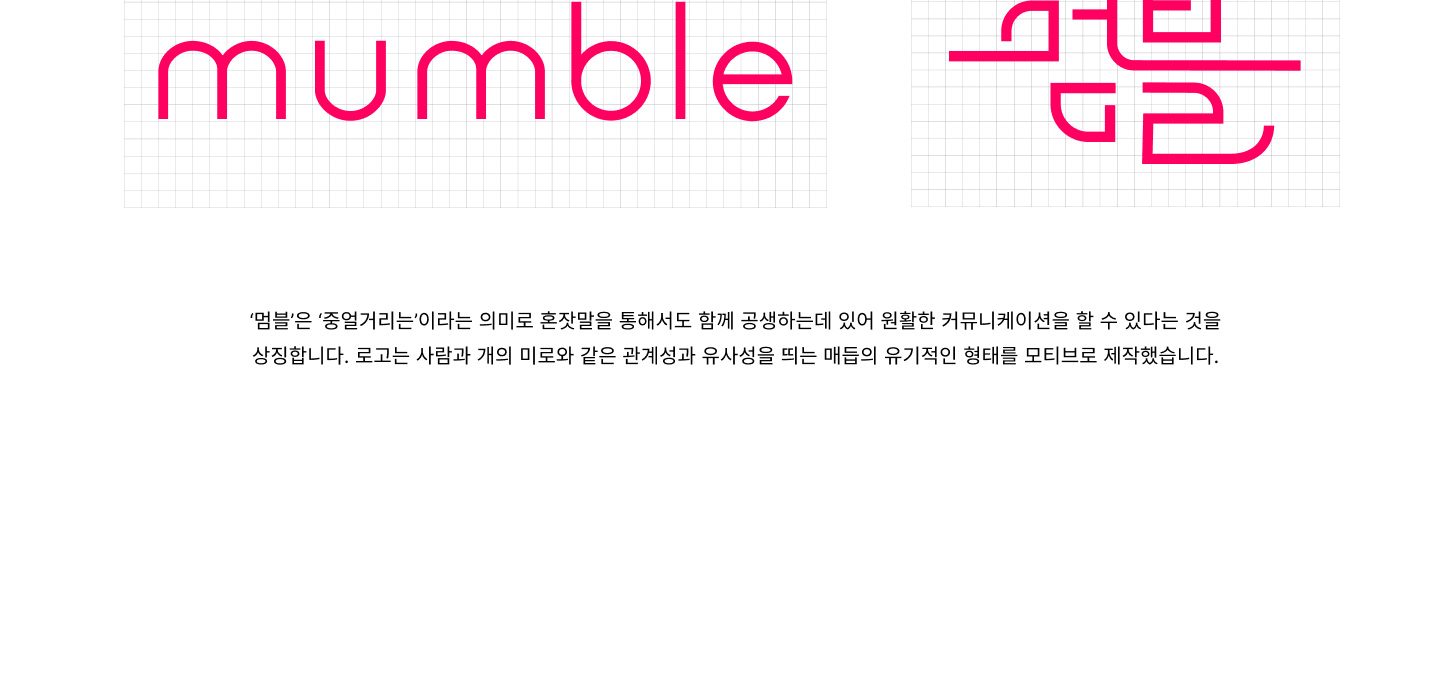 mumble
멈블
‘멈블’은 ‘중얼거리는’이라는 의미로 혼잣말을 통해서도 함께 공생하는데 있어 원활한 커뮤니케이션을 할 수 있다는 것을
상징합니다. 로고는 사람과 개의 미로와 같은 관계성과 유사성을 띄는 매듭의 유기적인 형태를 모티브로 제작했습니다.